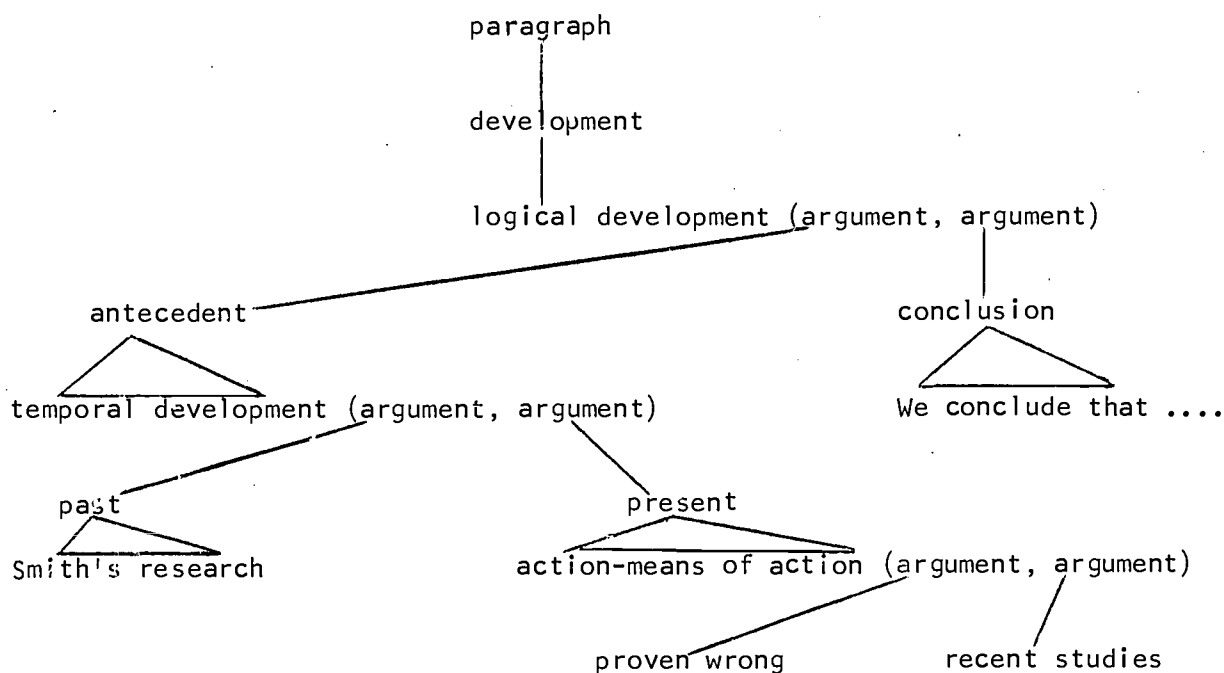 paragraph
development
logical development (argument, argument)
antecedent
conclusion
temporal development (argument, argument)
We conclude that ....
past
present
Smith's research
action-means of action (argument, argument)
proven wrong
recent studies